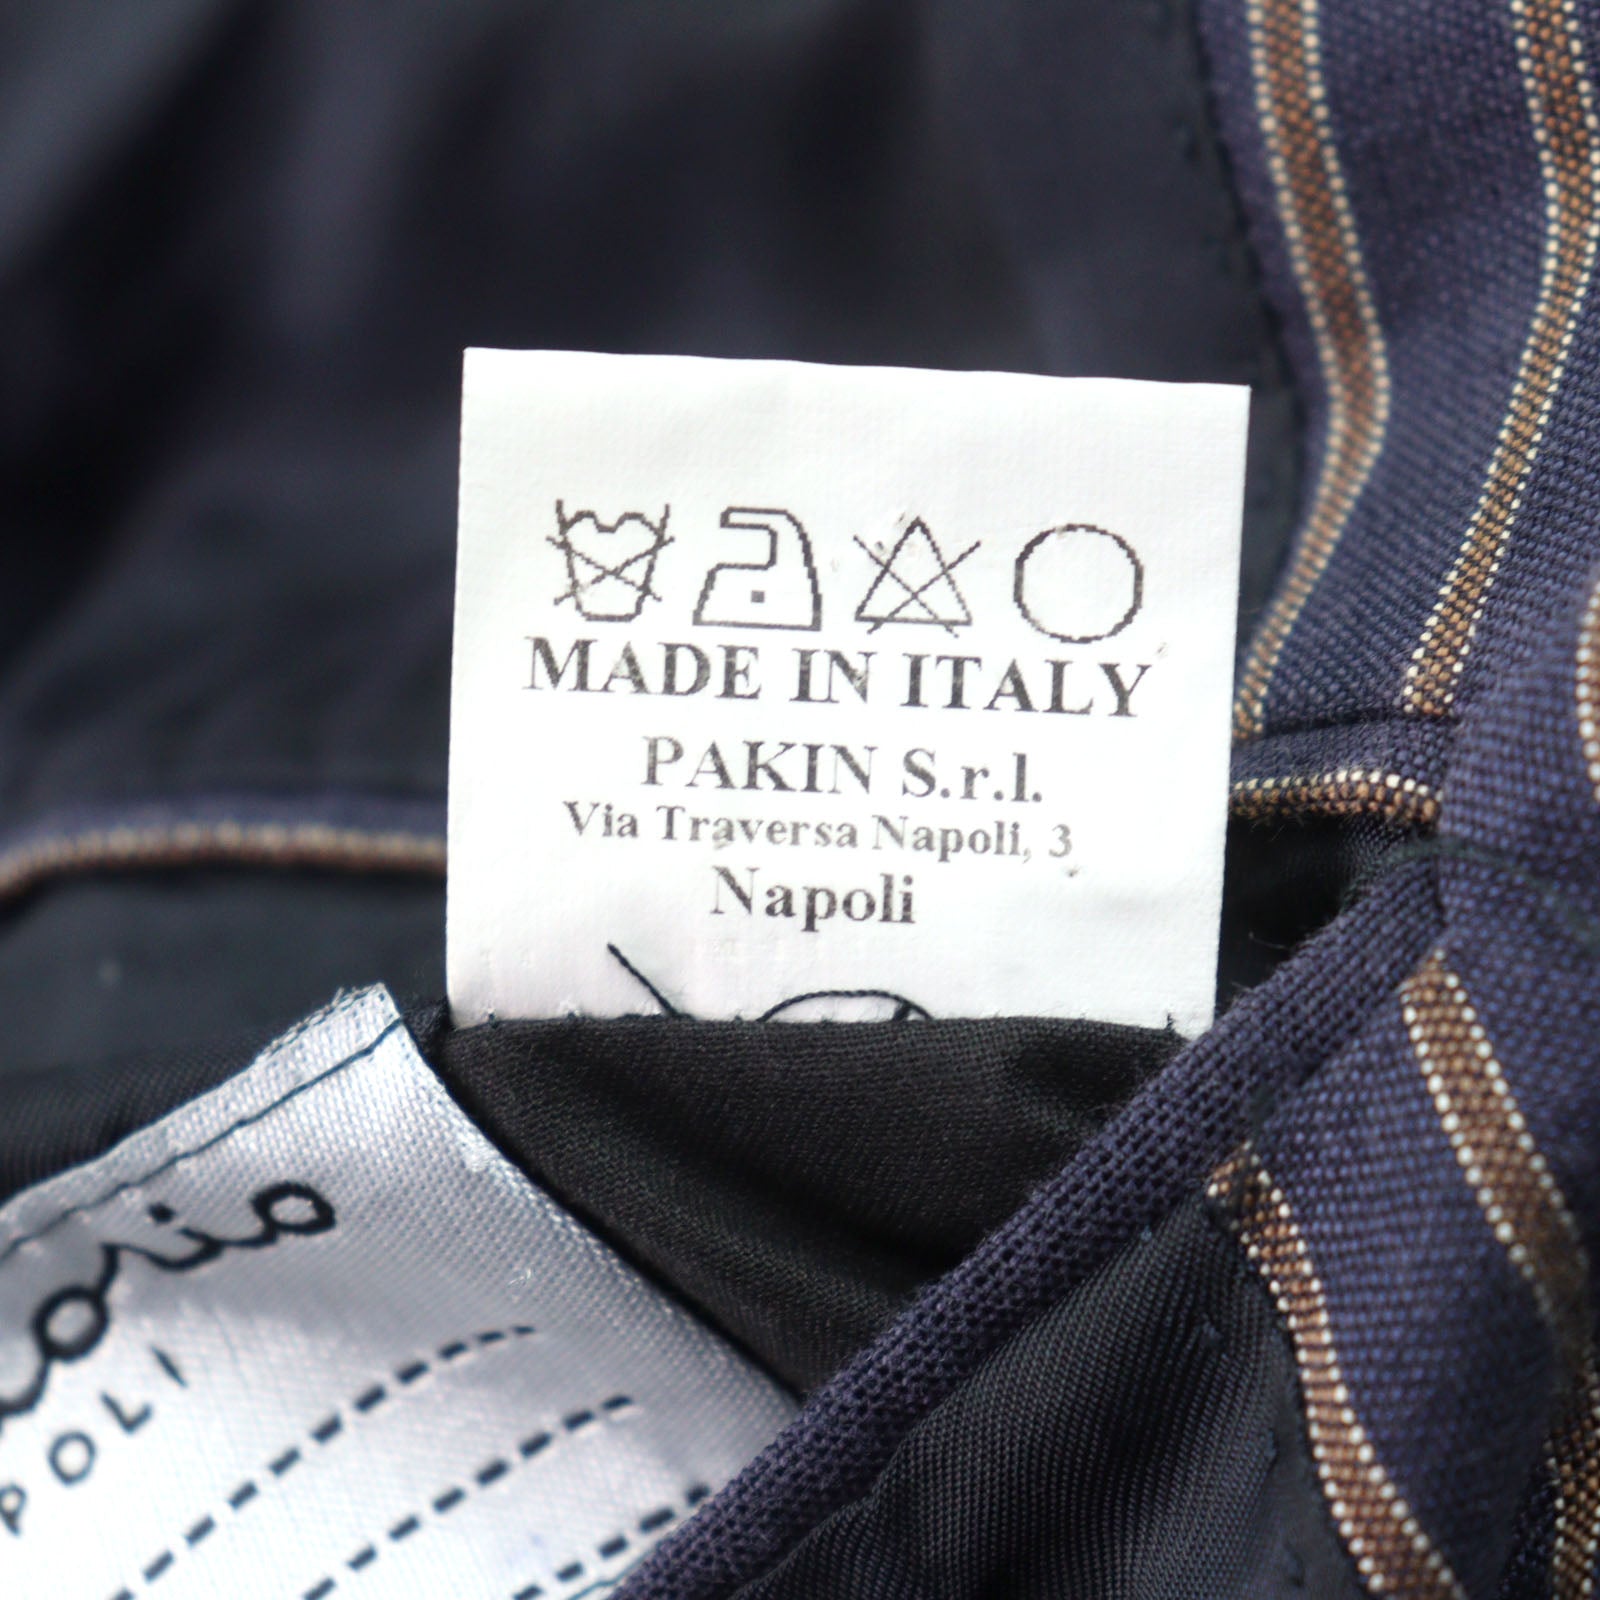 MADE IN ITALY
PAKIN S.r.l.
Via Traversa Napoli, 3
Napoli